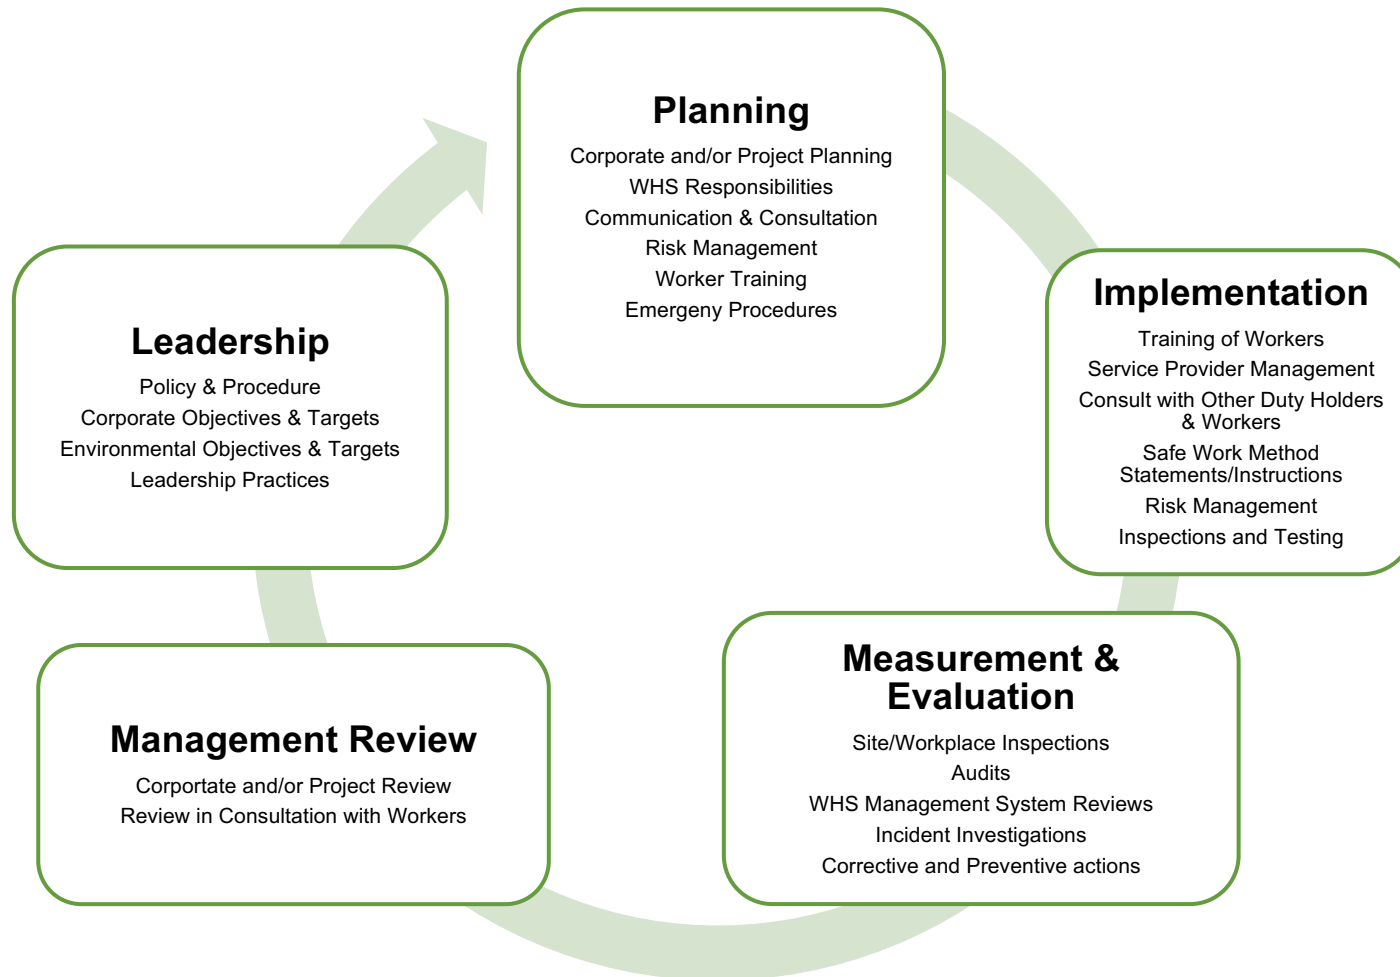 Planning
Corporate and/or Project Planning
WHS Responsibilities
Communication & Consultation
Risk Management
Worker Training
Emergeny Procedures
Implementation
Training of Workers
Service Provider Management
Consult with Other Duty Holders
& Workers
Safe Work Method
Statements/Instructions
Risk Management
Inspections and Testing
Measurement &
Evaluation
Site/Workplace Inspections
Audits
WHS Management System Reviews
Incident Investigations
Corrective and Preventive actions
Management Review
Corportate and/or Project Review
Review in Consultation with Workers
Leadership
Policy & Procedure
Corporate Objectives & Targets
Environmental Objectives & Targets
Leadership Practices